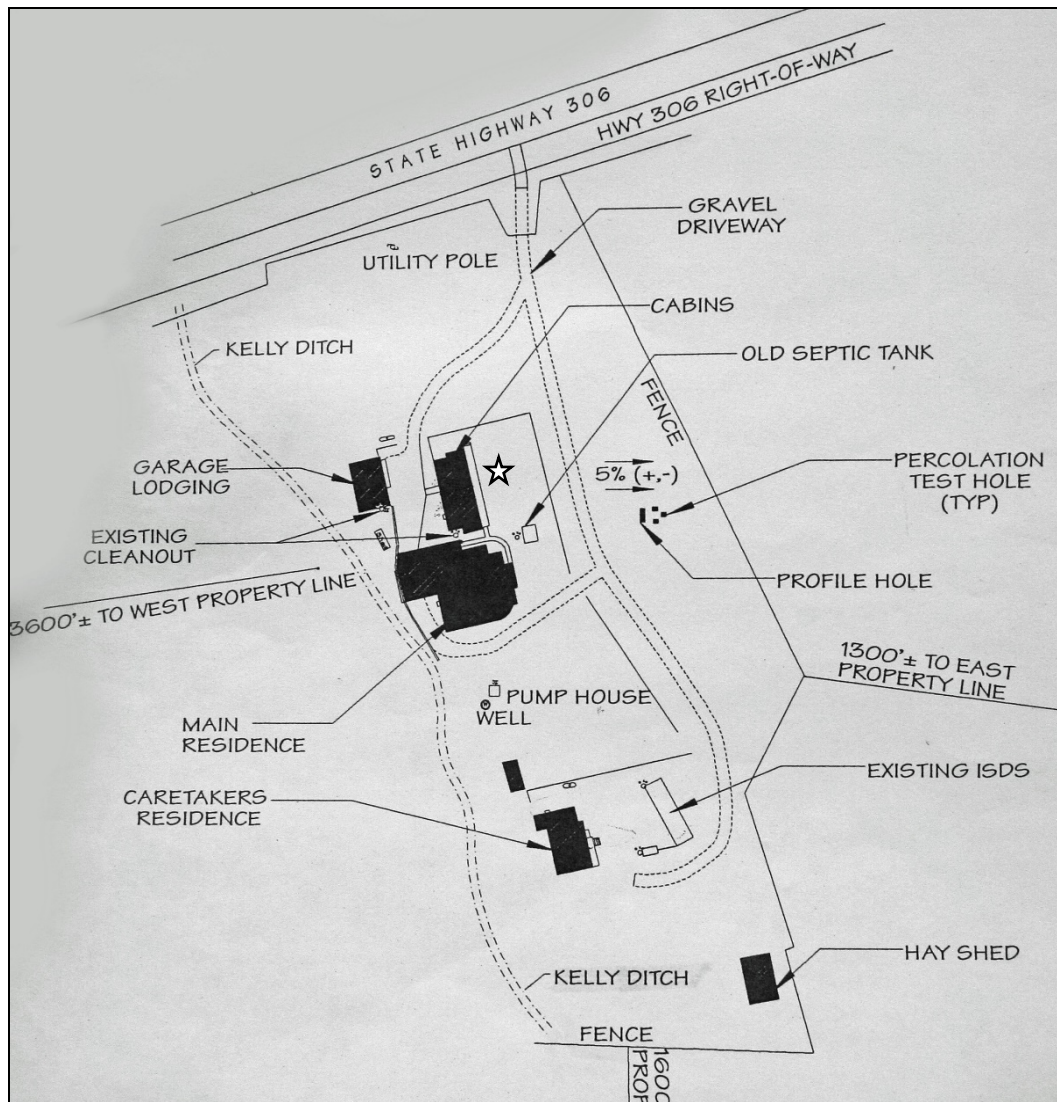 STATE HIGHWAY 306
HWY 306 RIGHT-OF-WAY
GRAVEL
DRIVEWAY
UTILITY POLE
CABINS
KELLY DITCH
OLD SEPTIC TANK
FENCE
GARAGE
LODGING
5% (+,-)
PERCOLATION
TEST HOLE
(TYP)
EXISTING
CLEANOUT
PROFILE HOLE
3600'± TO WEST PROPERTY LINE
1300'± TO EAST
PROPERTY LINE
PUMP HOUSE
WELL
MAIN
RESIDENCE
EXISTING ISDS
CARETAKERS
RESIDENCE
HAY SHED
KELLY DITCH
FENCE
1600